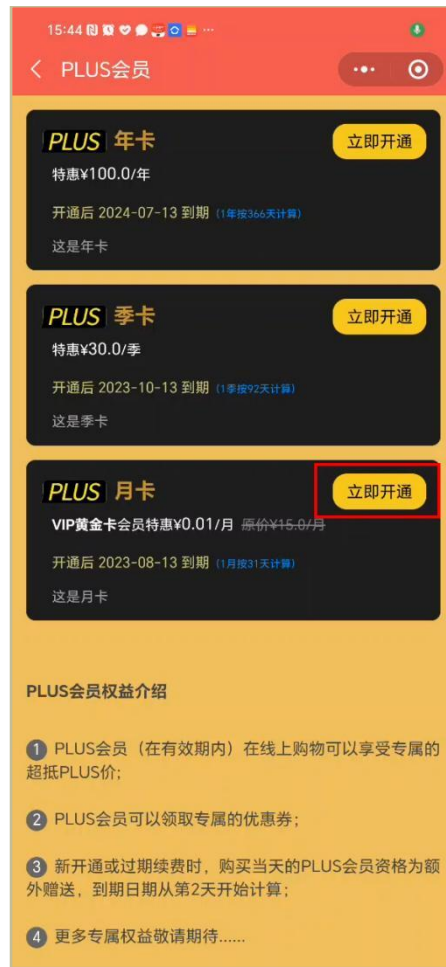 15:44
PLUS会员
PLUS 年卡
立即开通
特惠¥100.0/年
开通后 2024-07-13 到期 (1年按366天计算)
这是年卡
PLUS 季卡
立即开通
特惠¥30.0/季
开通后 2023-10-13 到期 (1季按92天计算)
这是季卡
PLUS 月卡
立即开通
VIP黄金卡会员特惠¥0.01/月 原价¥15.0/月
开通后 2023-08-13 到期 (1月按31天计算)
这是月卡
PLUS会员权益介绍
1 PLUS会员（在有效期内）在线上购物可以享受专属的
超抵PLUS价;
2 PLUS会员可以领取专属的优惠券;
3 新开通或过期续费时，购买当天的PLUS会员资格为额
外赠送，到期日期从第2天开始计算;
4 更多专属权益敬请期待......